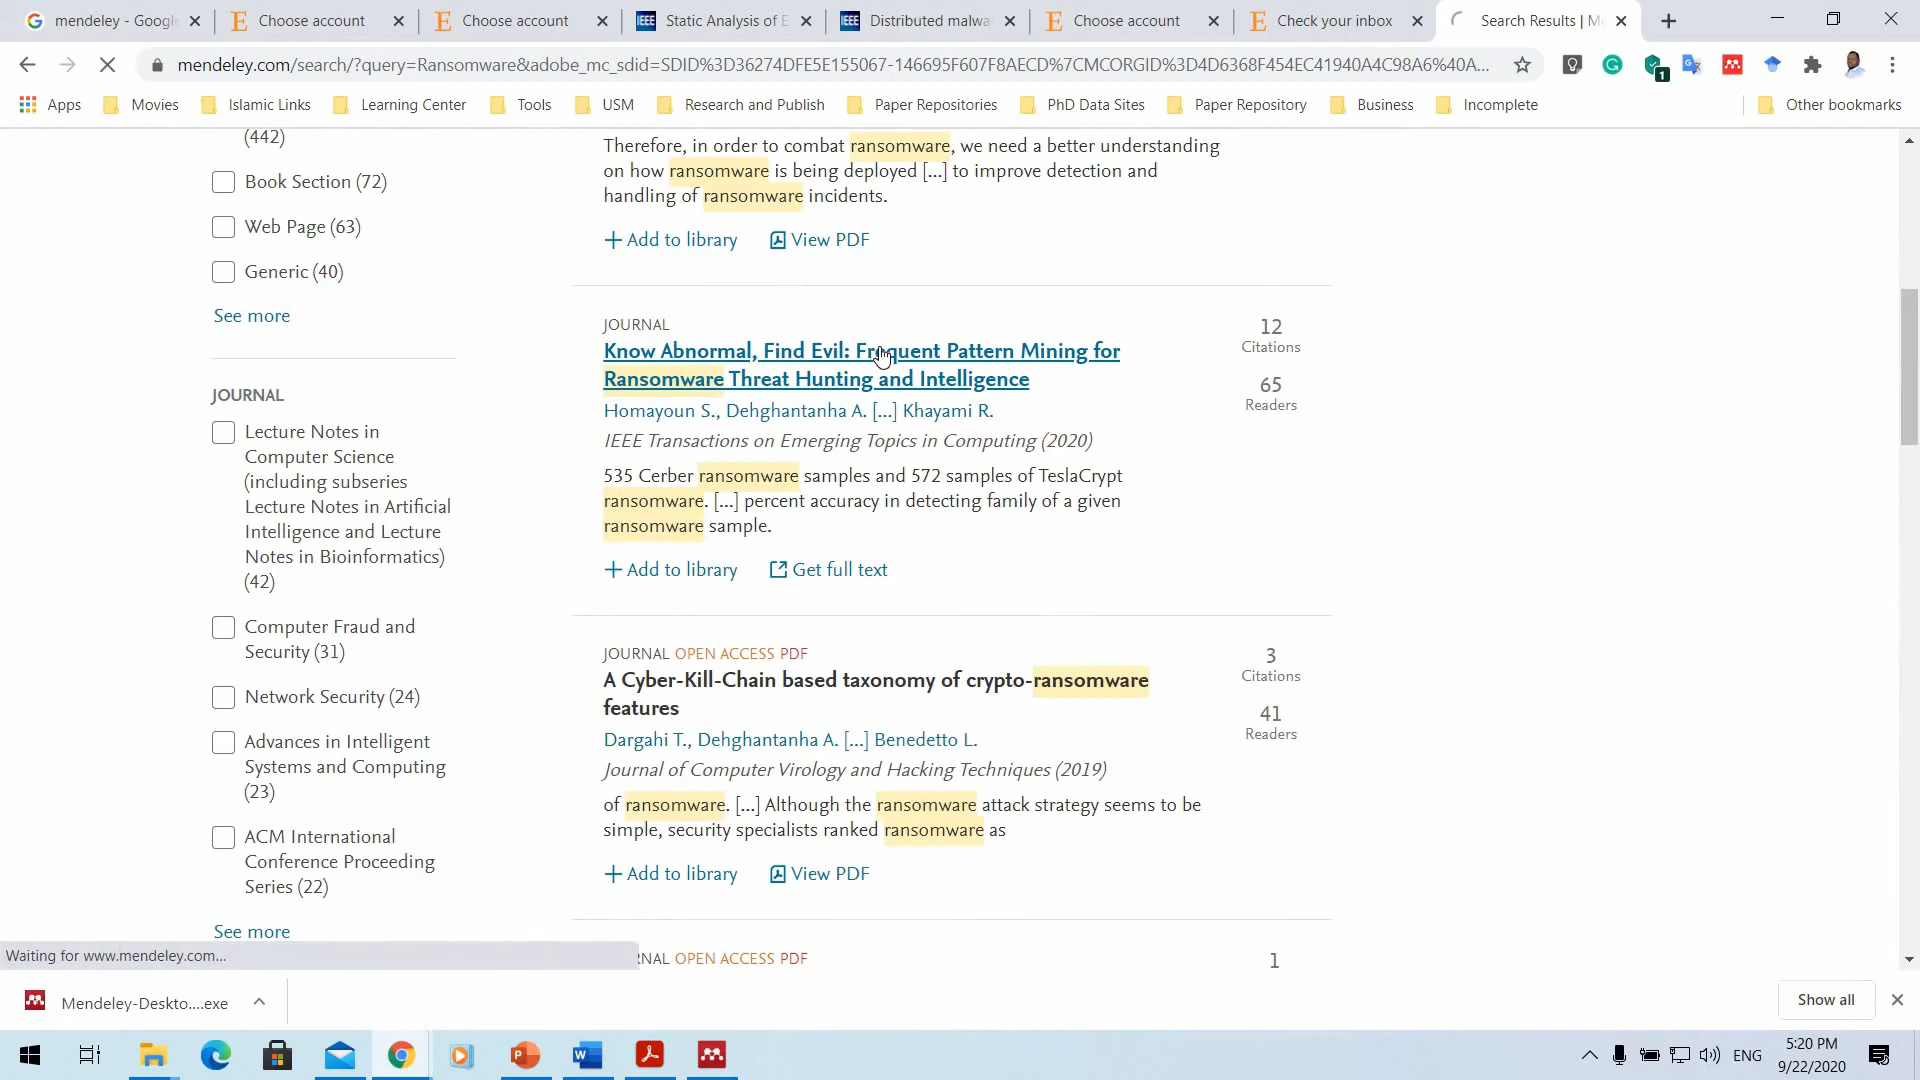 mendeley - Googl
Choose account
Choose account
Static Analysis of E
Distributed malwa
Choose account
Check your inbox
Search Results | Me
mendeley.com/search/?query=Ransomware&adobe_mc_sdid=SDID%3D36274DFE5E155067-146695F607F8AECD%7CMCORGID%3D4D6368F454EC41940A4C98A6%40A...
1
Apps
Movies
Islamic Links
Learning Center
Tools
USM
Research and Publish
Paper Repositories
PhD Data Sites
Paper Repository
Business
Incomplete
Other bookmarks
(442)
Book Section (72)
Web Page (63)
Generic (40)
See more
JOURNAL
Lecture Notes in
Computer Science
(including subseries
Lecture Notes in Artificial
Intelligence and Lecture
Notes in Bioinformatics)
(42)
Computer Fraud and
Security (31)
Network Security (24)
Advances in Intelligent
Systems and Computing
(23)
ACM International
Conference Proceeding
Series (22)
See more
Therefore, in order to combat ransomware, we need a better understanding
on how ransomware is being deployed [...] to improve detection and
handling of ransomware incidents.
Add to library
View PDF
JOURNAL
Know Abnormal, Find Evil: Frequent Pattern Mining for
Ransomware Threat Hunting and Intelligence
Homayoun S., Dehghantanha A. [...] Khayami R.
IEEE Transactions on Emerging Topics in Computing (2020)
535 Cerber ransomware samples and 572 samples of TeslaCrypt
ransomware. [...] percent accuracy in detecting family of a given
ransomware sample.
Add to library
Get full text
12
Citations
65
Readers
JOURNAL OPEN ACCESS PDF
A Cyber-Kill-Chain based taxonomy of crypto-ransomware
features
Dargahi T., Dehghantanha A. [...] Benedetto L.
Journal of Computer Virology and Hacking Techniques (2019)
of ransomware. [...] Although the ransomware attack strategy seems to be
simple, security specialists ranked ransomware as
Add to library
View PDF
3
Citations
41
Readers
RNAL OPEN ACCESS PDF
1
Waiting for www.mendeley.com...
Mendeley-Deskto....exe
Show all
ENG
5:20 PM
9/22/2020